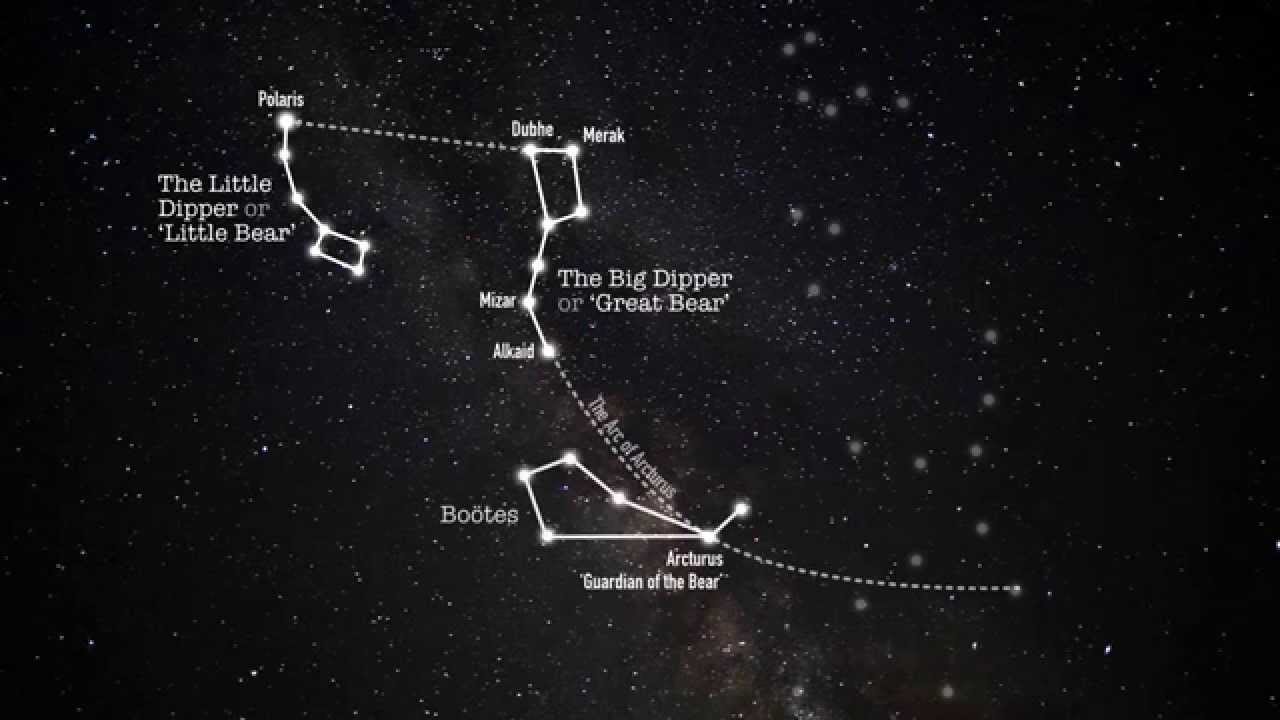 Polaris
Dubhe
Merak
The Little
Dipper or
‘Little Bear’
The Big Dipper
or ‘Great Bear’
Mizar
Alkaid
The Arc of Arcturus
Boötes
Arcturus
'Guardian of the Bear'